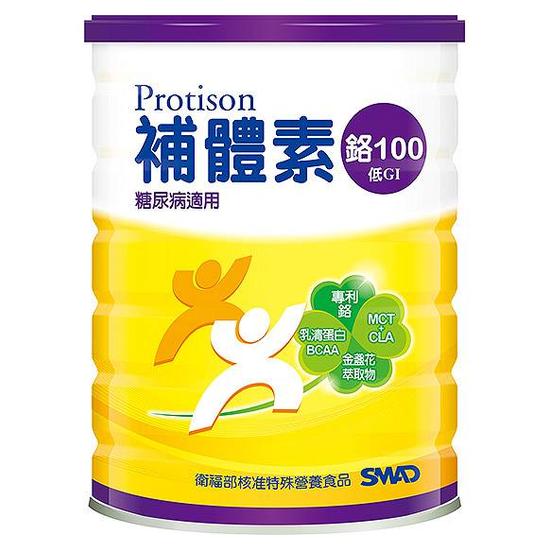 Protison
補體素
鉻100
低GI
糖尿病適用
專利
鉻
乳清蛋白
BCAA
MCT
+
CLA
金盞花
萃取物
衛福部核准特殊營養食品
SMAD